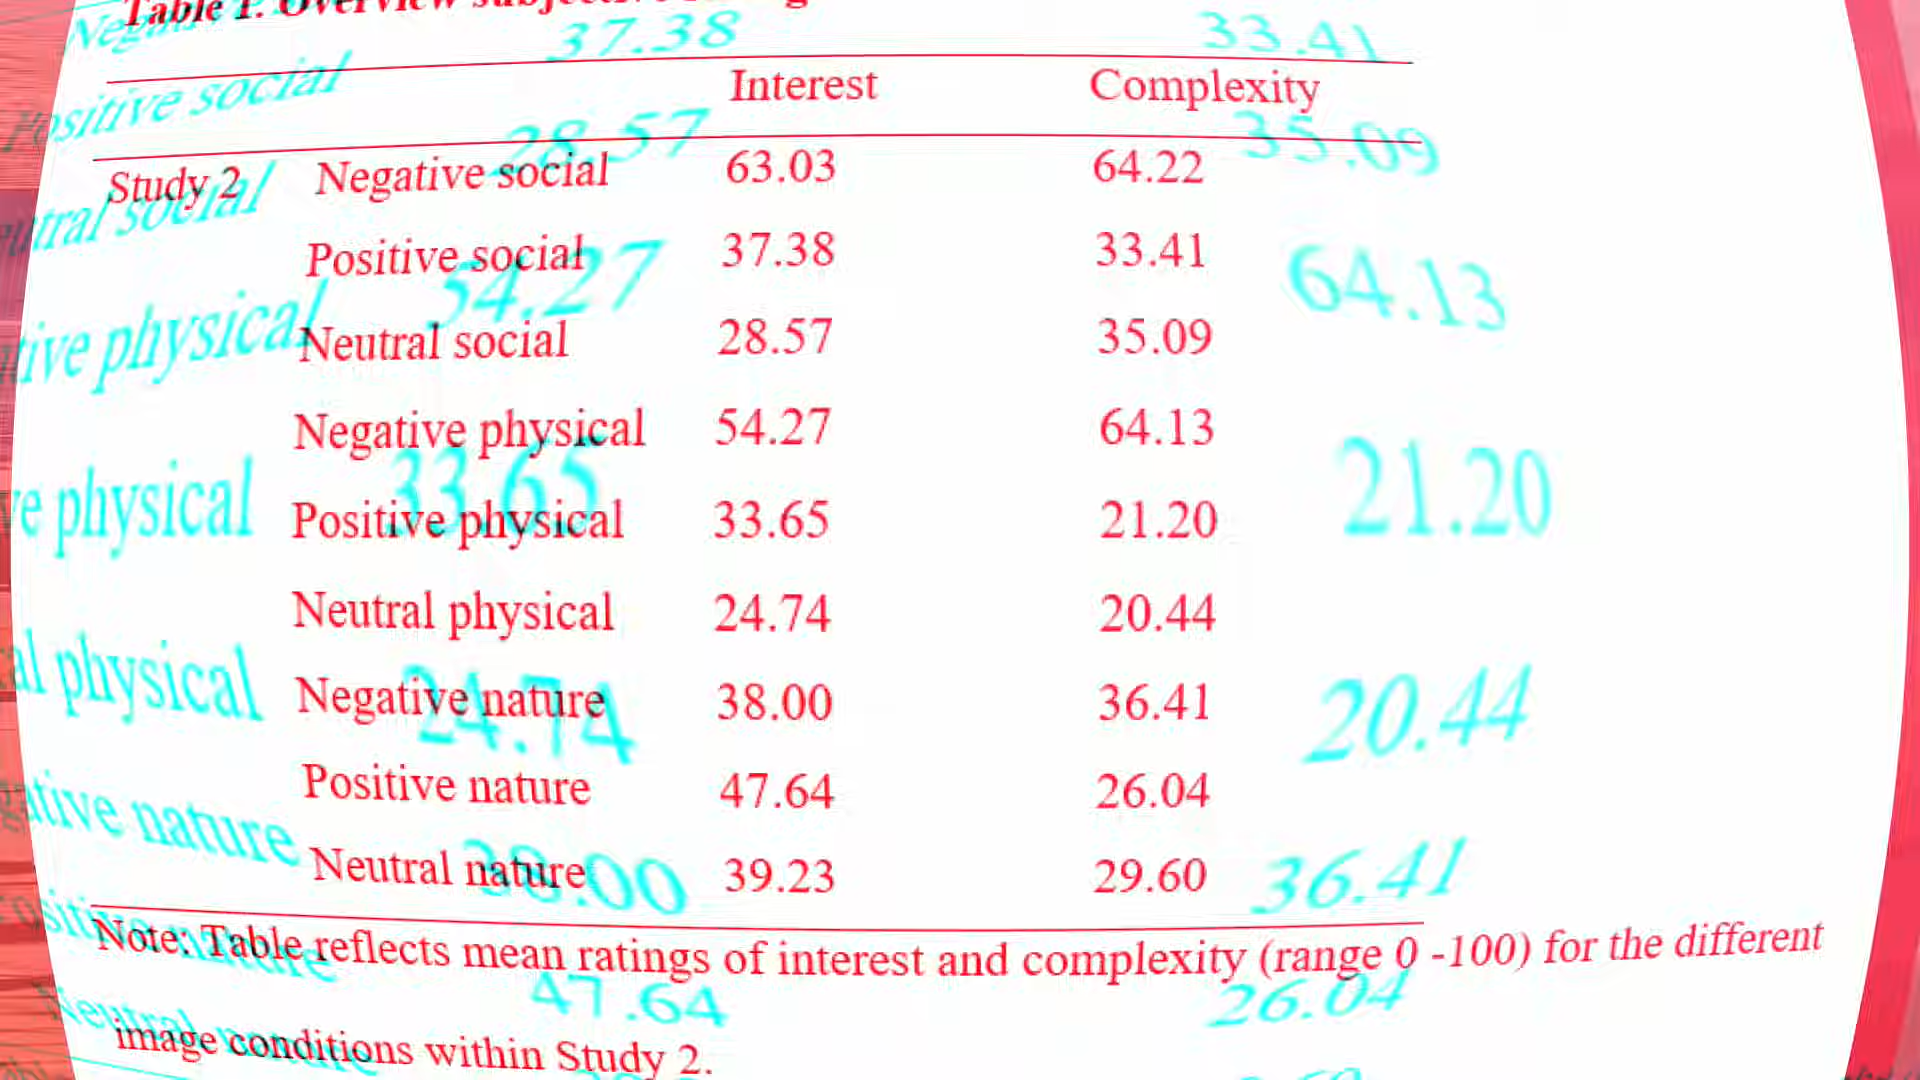 Table 1. Overview subjective
Interest Complexity
Study 2 Negative social 63.03 64.22
Positive social 37.38 33.41
Neutral social 28.57 35.09
Negative physical 54.27 64.13
Positive physical 33.65 21.20
Neutral physical 24.74 20.44
Negative nature 38.00 36.41
Positive nature 47.64 26.04
Neutral nature 39.23 29.60
Note: Table reflects mean ratings of interest and complexity (range 0 -100) for the different
image conditions within Study 2.